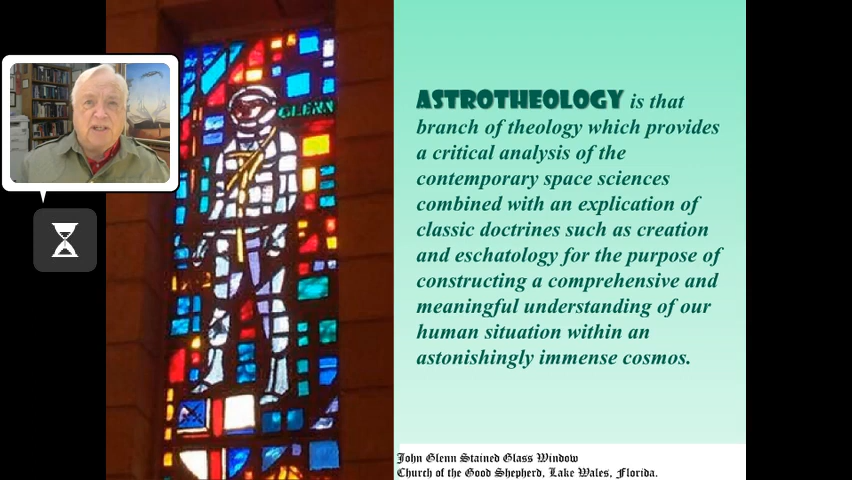 GLENN
ASTROTHEOLOGY is that
branch of theology which provides
a critical analysis of the
contemporary space sciences
combined with an explication of
classic doctrines such as creation
and eschatology for the purpose of
constructing a comprehensive and
meaningful understanding of our
human situation within an
astonishingly immense cosmos.
John Glenn Stained Glass Window
Church of the Good Shepherd, Lake Wales, Florida.